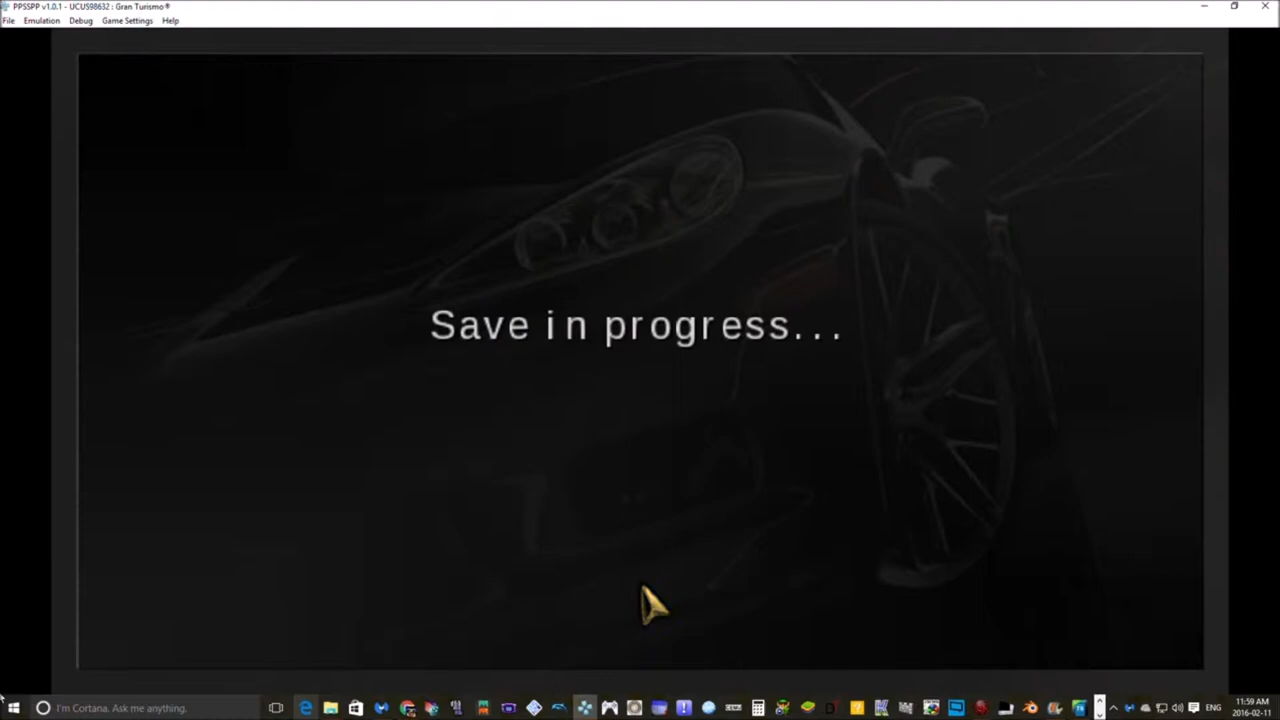 PPSSPP v1.0.1 - UCUS98632 : Gran Turismo®
File Emulation Debug Game Settings Help
Save in progress...
I'm Cortana. Ask me anything.
ENG
11:59 AM
2016-02-11